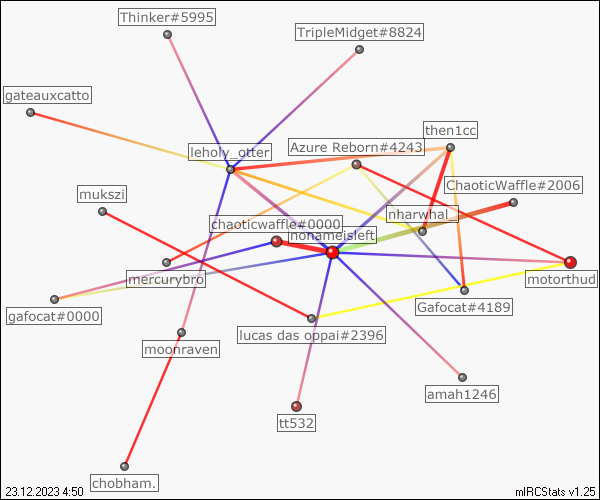 Thinker#5995
TripleMidget#8824
gateauxcatto
then1cc
leholy_otter
Azure Reborn#4243
mukszi
ChaoticWaffle#2006
nharwhal_
chaoticwaffle#0000
nonameisleft
mercurybro
motorthud
gafocat#0000
Gafocat#4189
lucas das oppai#2396
moonraven
amah1246
tt532
chobham.
23.12.2023 4:50
mIRCStats v1.25